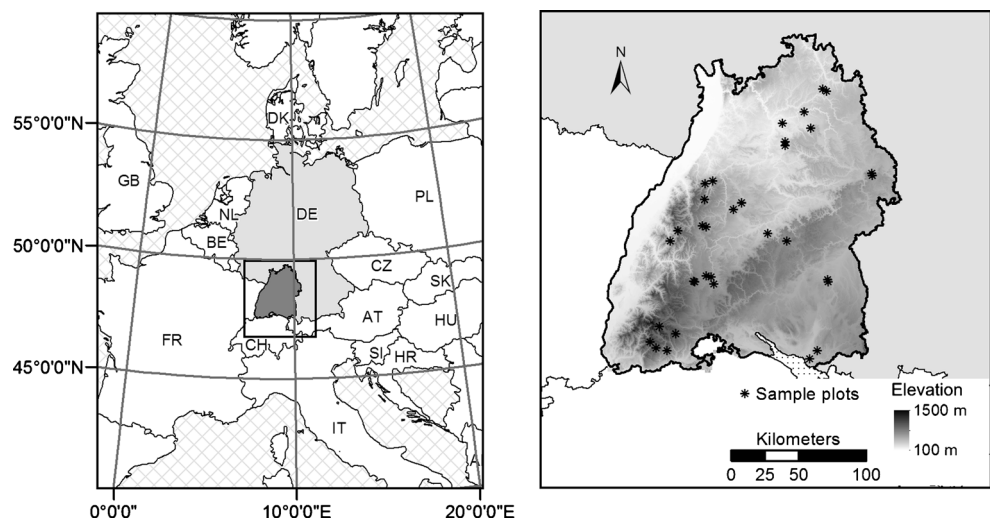 55°0'0"N
50°0'0"N
45°0'0"N
0°0'0"
10°0'0"E
20°0'0"E
DK
GB
NL
DE
PL
BE
CZ
SK
FR
AT
HU
CH
SI
HR
IT
A
N
Sample plots
Elevation
1500 m
100 m
Kilometers
0 25 50 100